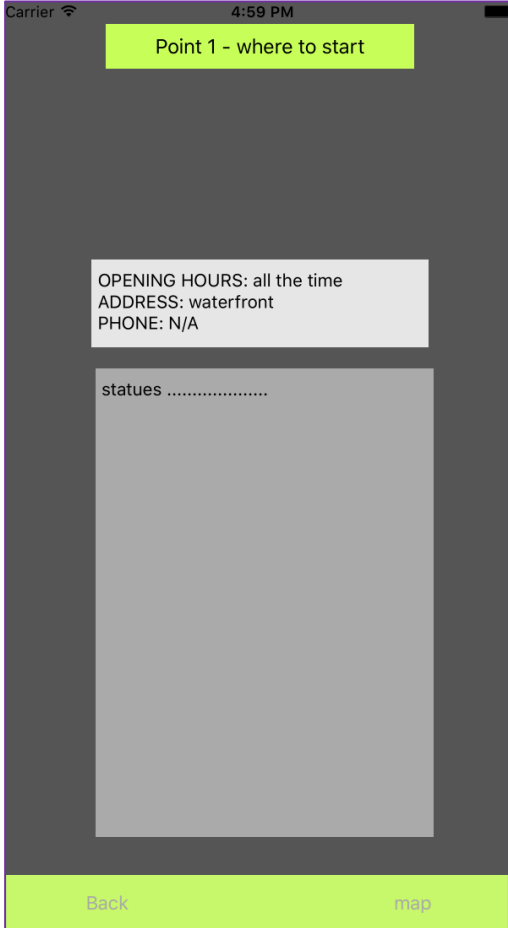 Carrier 4:59 PM
Point 1 - where to start
OPENING HOURS: all the time
ADDRESS: waterfront
PHONE: N/A
statues ....................
Back map